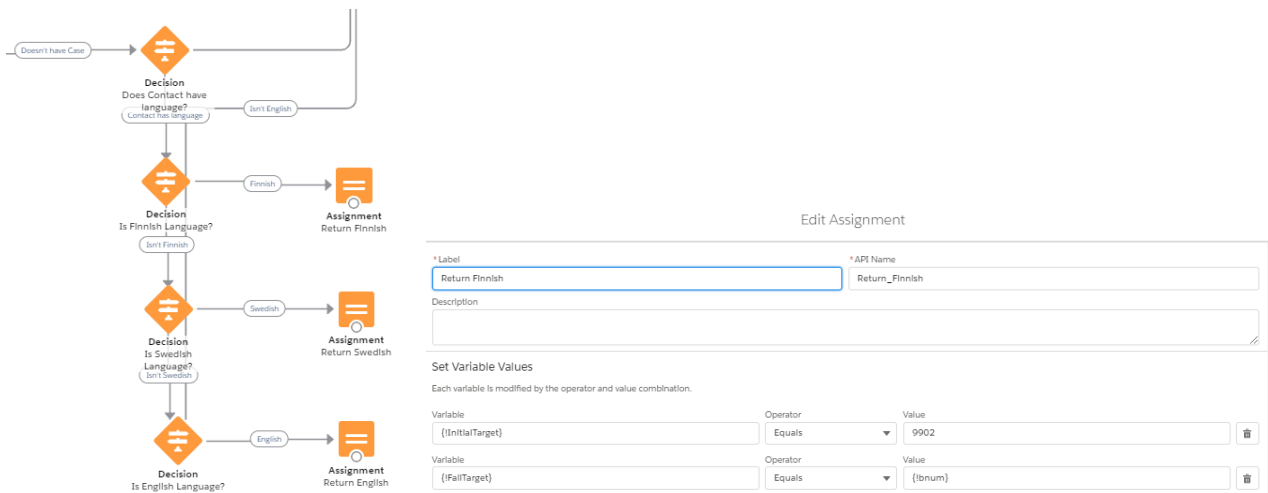 Doesn't have Case
Decision
Does Contact have
language?
Contact has language
Isn't English
Finnish
Decision
Is Finnish Language?
Assignment
Return Finnish
Isn't Finnish
Swedish
Decision
Is Swedish
Language?
Assignment
Return Swedish
Isn't Swedish
English
Decision
Is English Language?
Assignment
Return English
Edit Assignment
* Label
* API Name
Return Finnish
Return_Finnish
Description
Set Variable Values
Each variable is modified by the operator and value combination.
Variable
Operator
Value
{!InitialTarget}
Equals
9902
Variable
Operator
Value
{!FailTarget}
Equals
{!bnum}